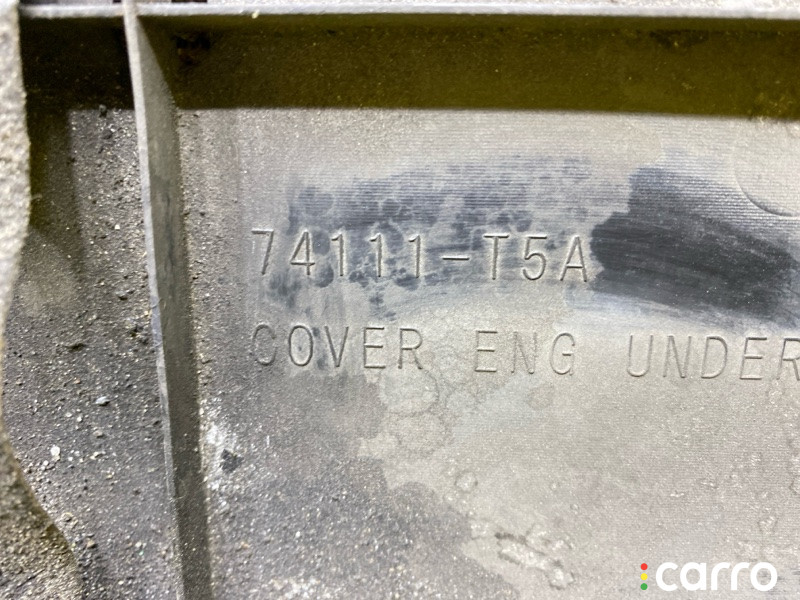 74111-T5A
COVER ENG UNDER
carro